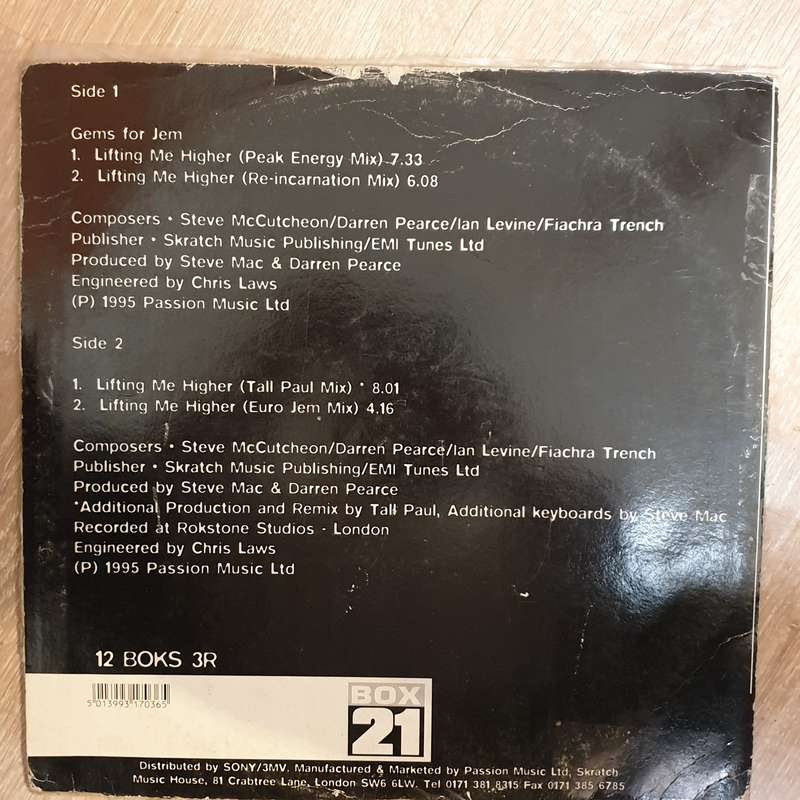 Side 1
Gems for Jem
1. Lifting Me Higher (Peak Energy Mix) 7.33
2. Lifting Me Higher (Re-incarnation Mix) 6.08
Composers • Steve McCutcheon/Darren Pearce/Ian Levine/Fiachra Trench
Publisher • Skratch Music Publishing/EMI Tunes Ltd
Produced by Steve Mac & Darren Pearce
Engineered by Chris Laws
(P) 1995 Passion Music Ltd
Side 2
1. Lifting Me Higher (Tall Paul Mix) * 8.01
2. Lifting Me Higher (Euro Jem Mix) 4.16
Composers • Steve McCutcheon/Darren Pearce/Ian Levine/Fiachra Trench
Publisher • Skratch Music Publishing/EMI Tunes Ltd
Produced by Steve Mac & Darren Pearce
*Additional Production and Remix by Tall Paul, Additional keyboards by Steve Mac
Recorded at Rokstone Studios - London
Engineered by Chris Laws
(P) 1995 Passion Music Ltd
12 BOKS 3R
5 013993 170365
BOX
21
Distributed by SONY/3MV. Manufactured & Marketed by Passion Music Ltd, Skratch
Music House, 81 Crabtree Lane, London SW6 6LW. Tel 0171 381 8315 Fax 0171 385 6785